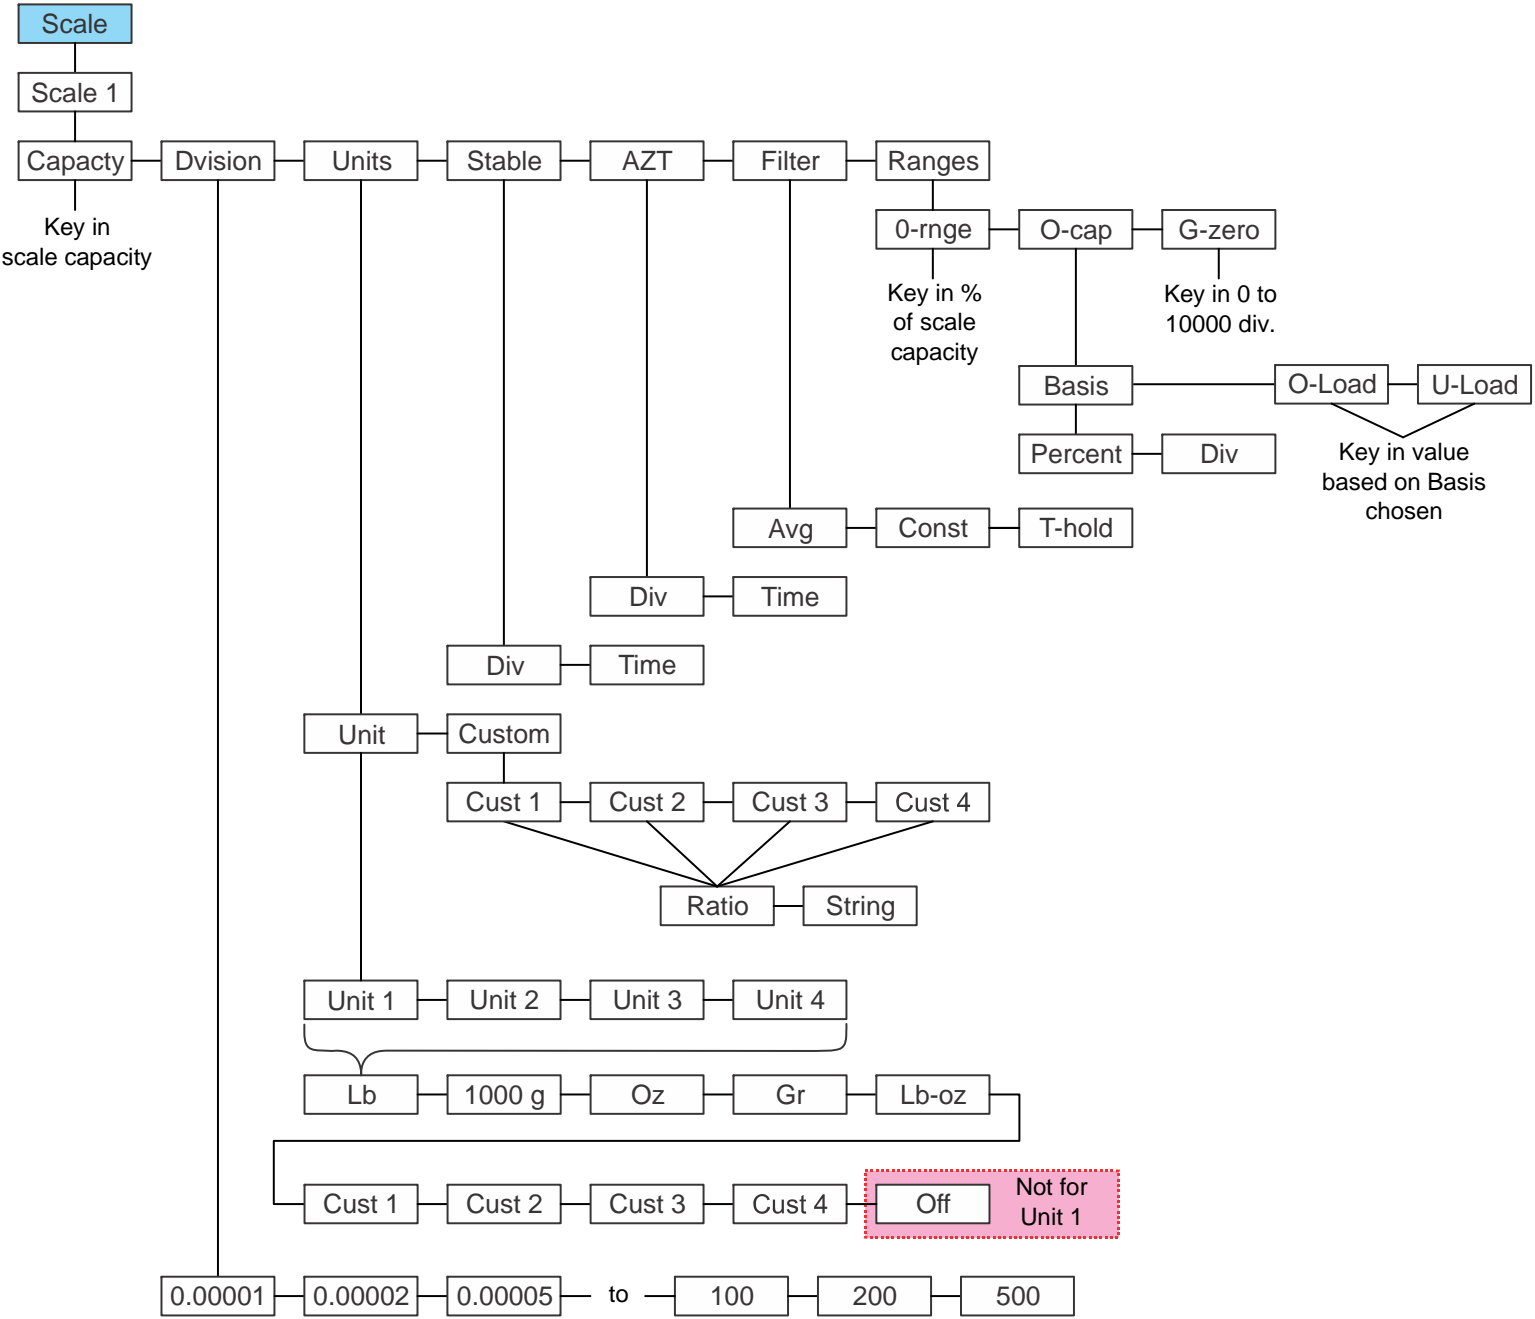 Scale
Scale 1
Capacty Dvision Units Stable AZT Filter Ranges
Key in
scale capacity
0-rnge O-cap G-zero
Key in %
of scale
capacity
Key in 0 to
10000 div.
Basis O-Load U-Load
Percent Div
Key in value
based on Basis
chosen
Avg Const T-hold
Div Time
Div Time
Unit Custom
Cust 1 Cust 2 Cust 3 Cust 4
Ratio String
Unit 1 Unit 2 Unit 3 Unit 4
Lb 1000 g Oz Gr Lb-oz
Cust 1 Cust 2 Cust 3 Cust 4 Off
Not for
Unit 1
0.00001 0.00002 0.00005 to 100 200 500